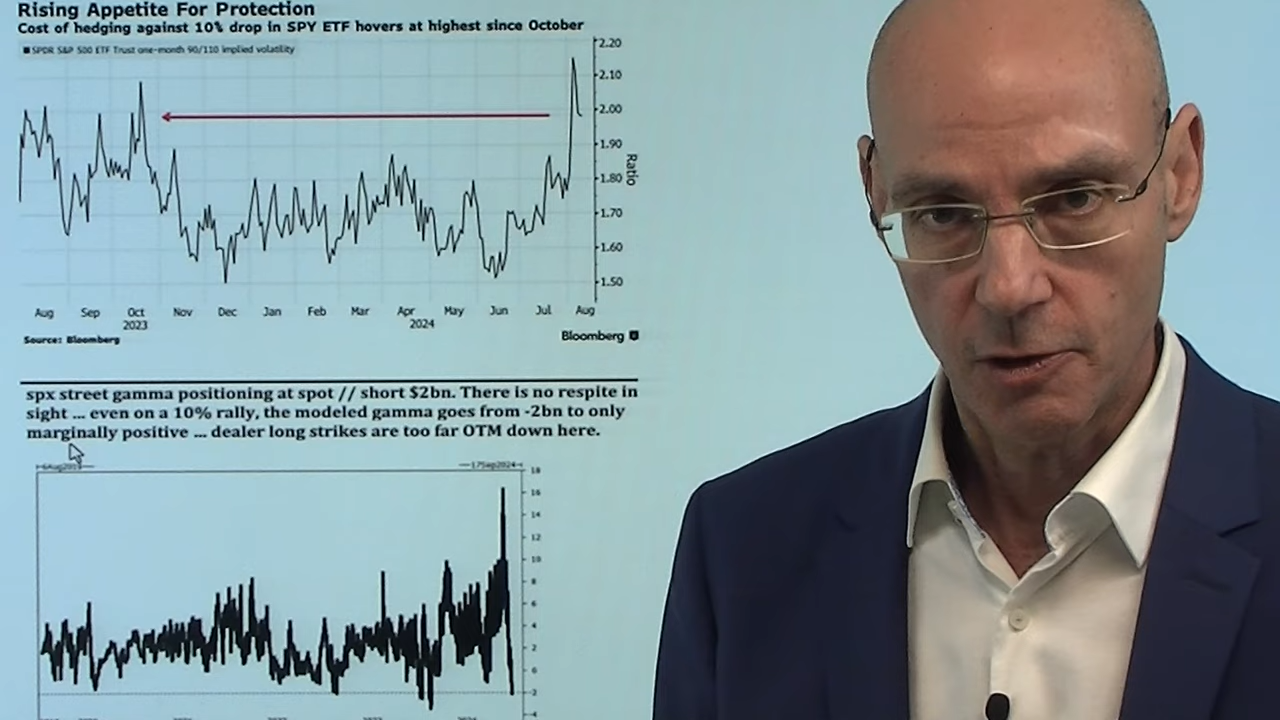 Rising Appetite For Protection
Cost of hedging against 10% drop in SPY ETF hovers at highest since October
SPDR S&P 500 ETF Trust one-month 90/110 implied volatility
2.20
2.10
2.00
1.90
1.80
1.70
1.60
1.50
Ratio
Aug Sep Oct Nov Dec Jan Feb Mar Apr May Jun Jul Aug
2023 2024
Source: Bloomberg
Bloomberg
spx street gamma positioning at spot // short $2bn. There is no respite in
sight ... even on a 10% rally, the modeled gamma goes from -2bn to only
marginally positive ... dealer long strikes are too far OTM down here.
17Sep2024
18
16
14
12
10
8
6
4
2
0
-2
-4